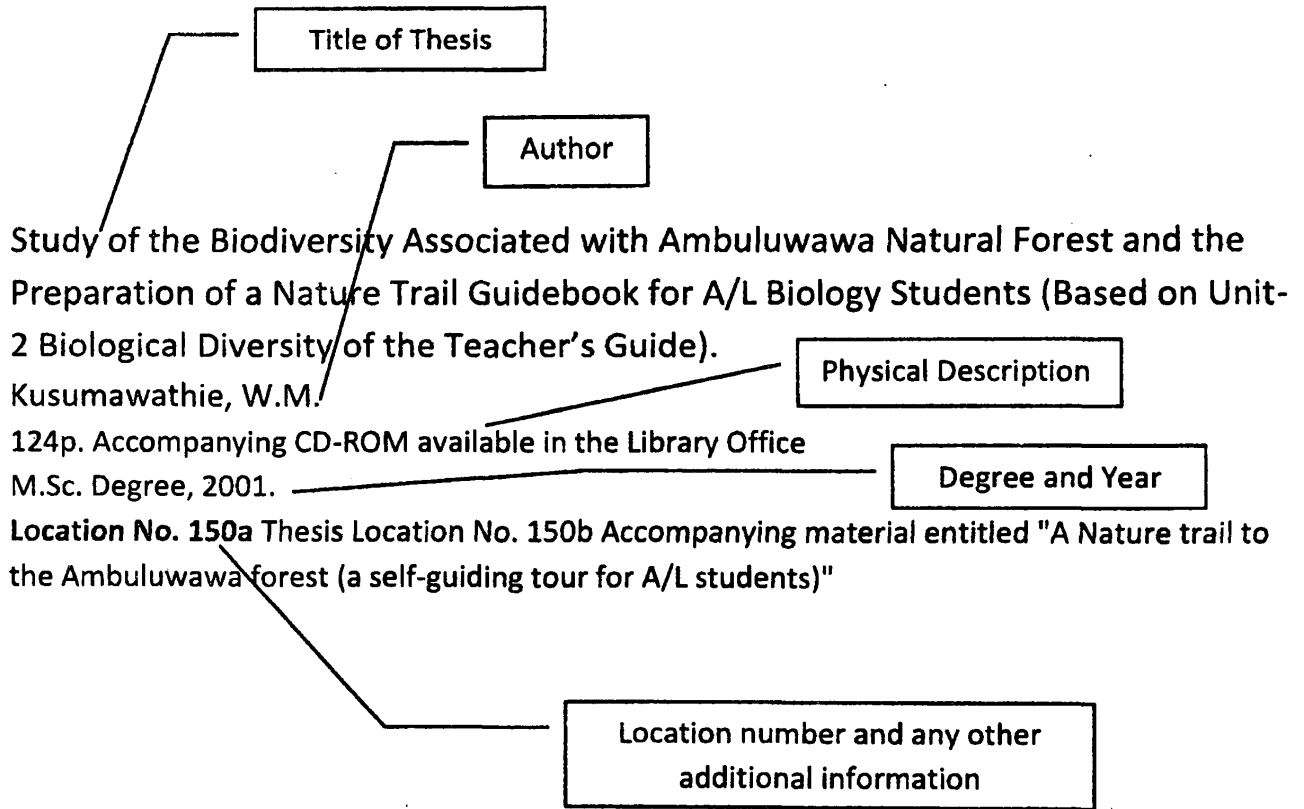 Title of Thesis
Author
Study of the Biodiversity Associated with Ambuluwawa Natural Forest and the
Preparation of a Nature Trail Guidebook for A/L Biology Students (Based on Unit-
2 Biological Diversity of the Teacher's Guide).
Physical Description
Kusumawathie, W.M.
124p. Accompanying CD-ROM available in the Library Office
M.Sc. Degree, 2001.
Degree and Year
Location No. 150a Thesis Location No. 150b Accompanying material entitled "A Nature trail to
the Ambuluwawa forest (a self-guiding tour for A/L students)"
Location number and any other
additional information